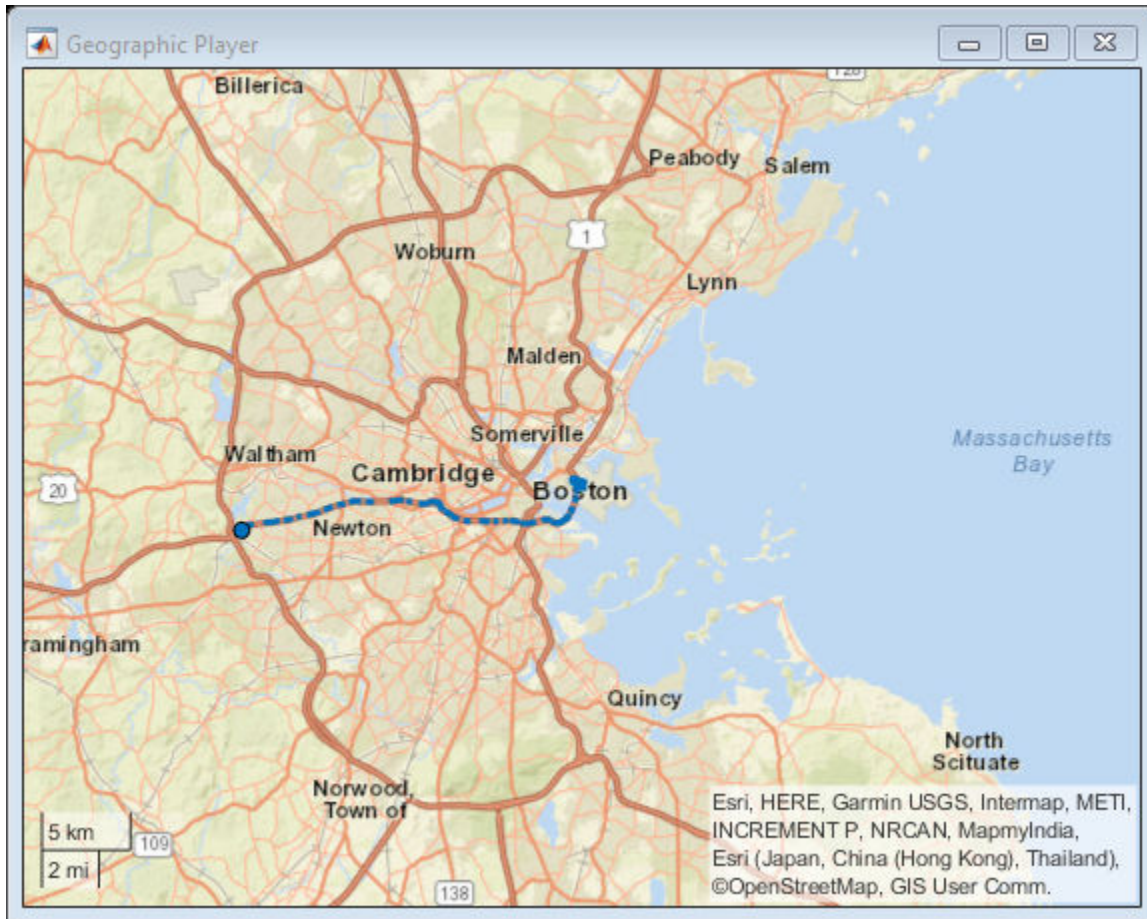 Geographic Player
Billerica
128
Peabody
Salem
1
Woburn
Lynn
Malden
Somerville
Massachusetts
Bay
Waltham
Cambridge
20
Boston
Newton
ramingham
Quincy
North
Scituate
Norwood,
Town of
5 km
2 mi
109
138
Esri, HERE, Garmin USGS, Intermap, METI,
INCREMENT P, NRCAN, MapmyIndia,
Esri (Japan, China (Hong Kong), Thailand),
©OpenStreetMap, GIS User Comm.